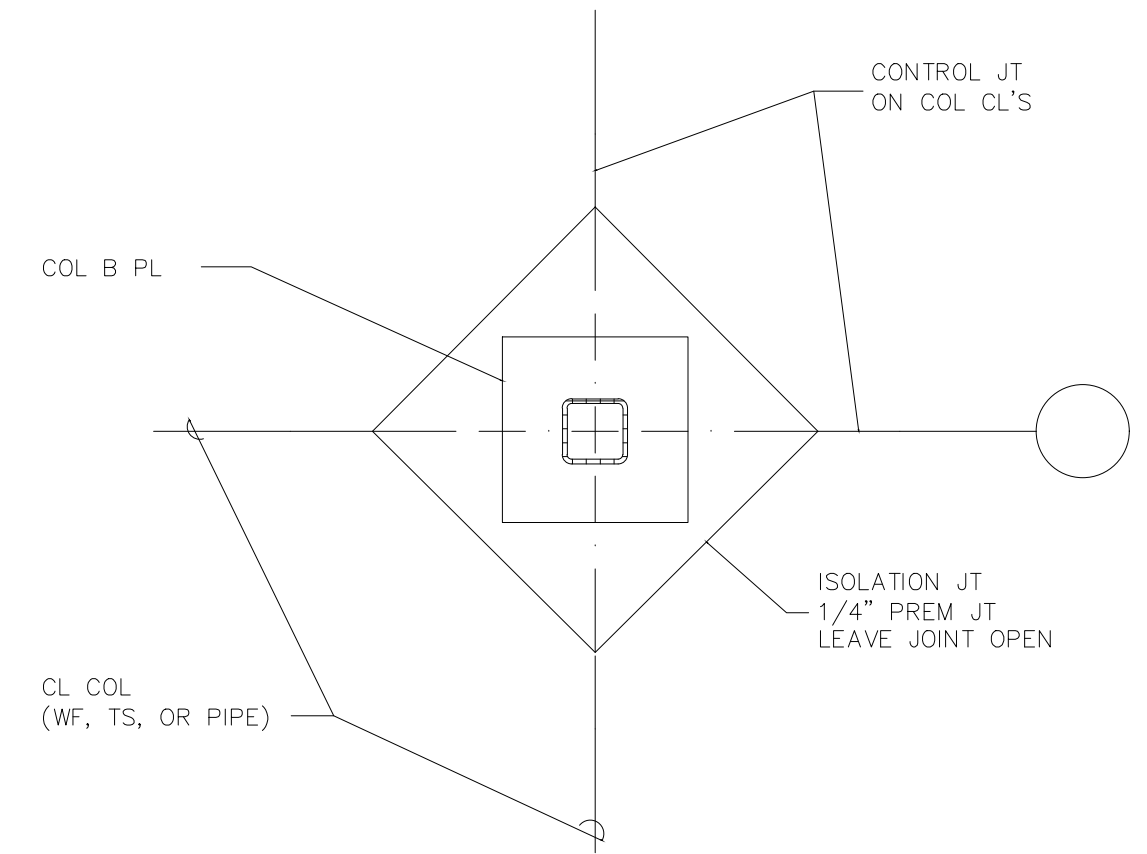 CONTROL JT
ON COL CL'S
COL B PL
ISOLATION JT
1/4" PREM JT
LEAVE JOINT OPEN
CL COL
(WF, TS, OR PIPE)